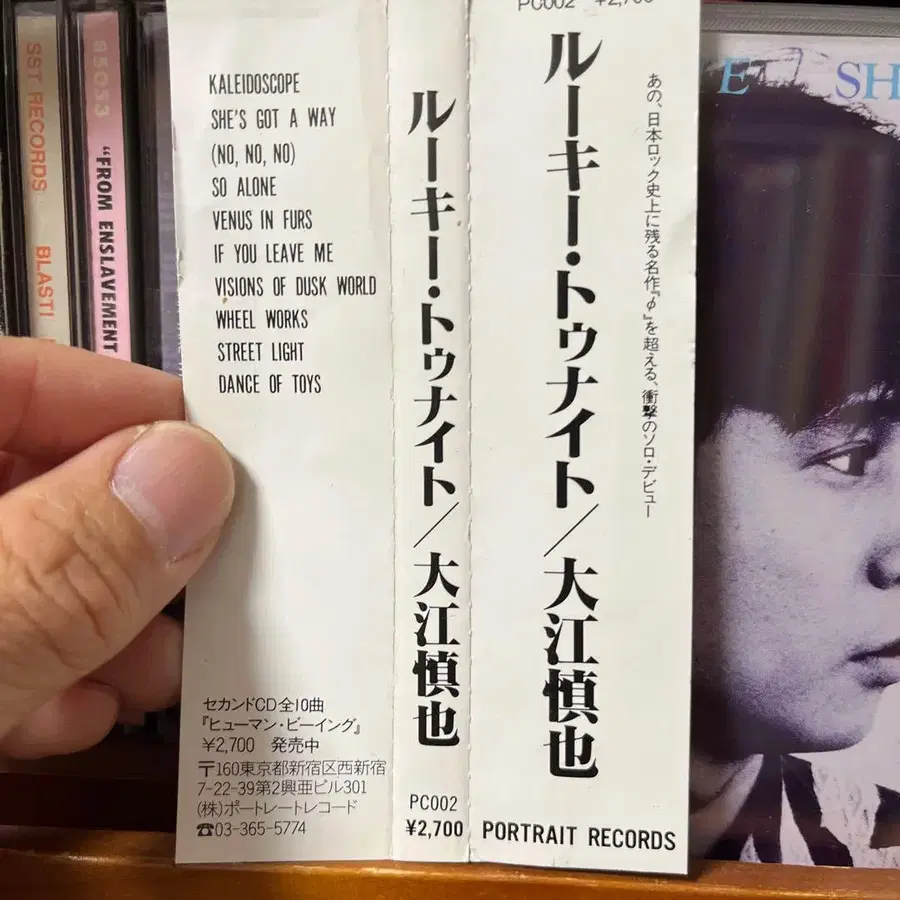 SST RECORDS BLAST!
85G33
"FROM ENSLAVEMENT
KALEIDOSCOPE
SHE'S GOT A WAY
(NO, NO, NO)
SO ALONE
VENUS IN FURS
IF YOU LEAVE ME
VISIONS OF DUSK WORLD
WHEEL WORKS
STREET LIGHT
DANCE OF TOYS
セカンドCD全10曲
『ヒューマン・ビーイング』
¥2,700 発売中
〒160東京都新宿区西新宿
7-22-39第2興亜ビル301
(株)ポートレートレコード
☎03-365-5774
ルーキー・トゥナイト/大江慎也
PC002
¥2,700
PC002 ¥2,700
ルーキー・トゥナイト/大江慎也
あの、日本ロック史上に残る名作『φ』を超える、衝撃のソロ・デビュー
PORTRAIT RECORDS
E SH